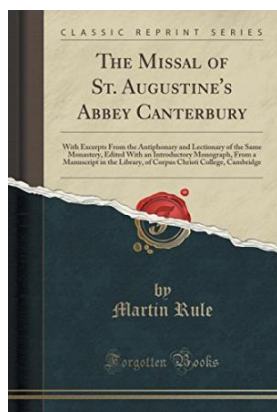 CLASSIC REPRINT SERIES
THE MISSAL OF
ST. AUGUSTINE'S
ABBEY CANTERBURY
With Excerpts From the Antiphonary and Lectionary of the Same
Monastery, Edited With an Introductory Monograph, From a
Manuscript in the Library, of Corpus Christi College, Cambridge
by
Martin Rule
Forgotten Books